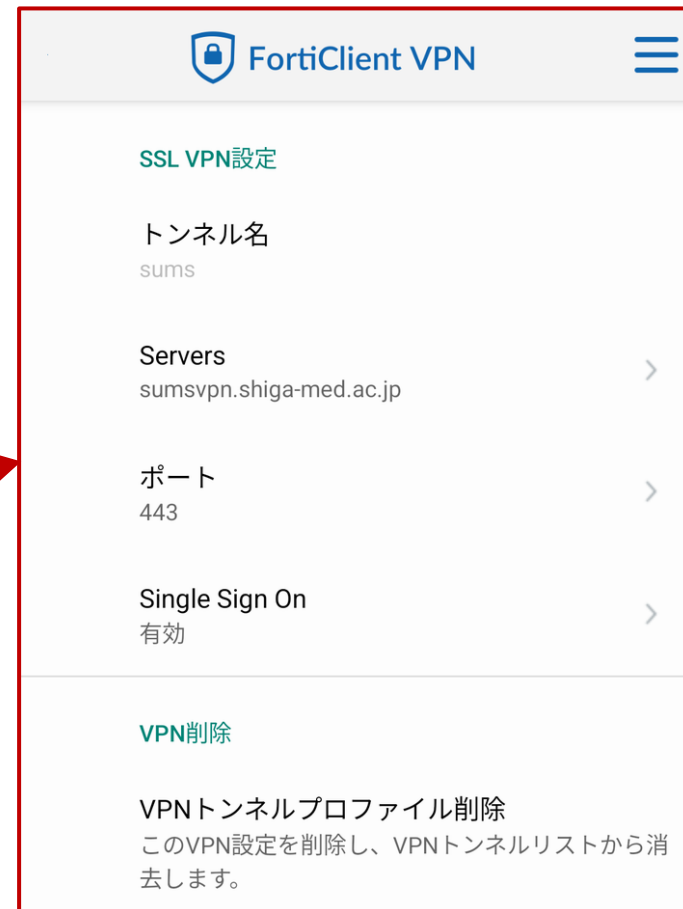 FortiClient VPN
SSL VPN設定
トンネル名
sums
Servers
sumsvpn.shiga-med.ac.jp
ポート
443
Single Sign On
有効
VPN削除
VPNトンネルプロファイル削除
このVPN設定を削除し、VPNトンネルリストから消
去します。